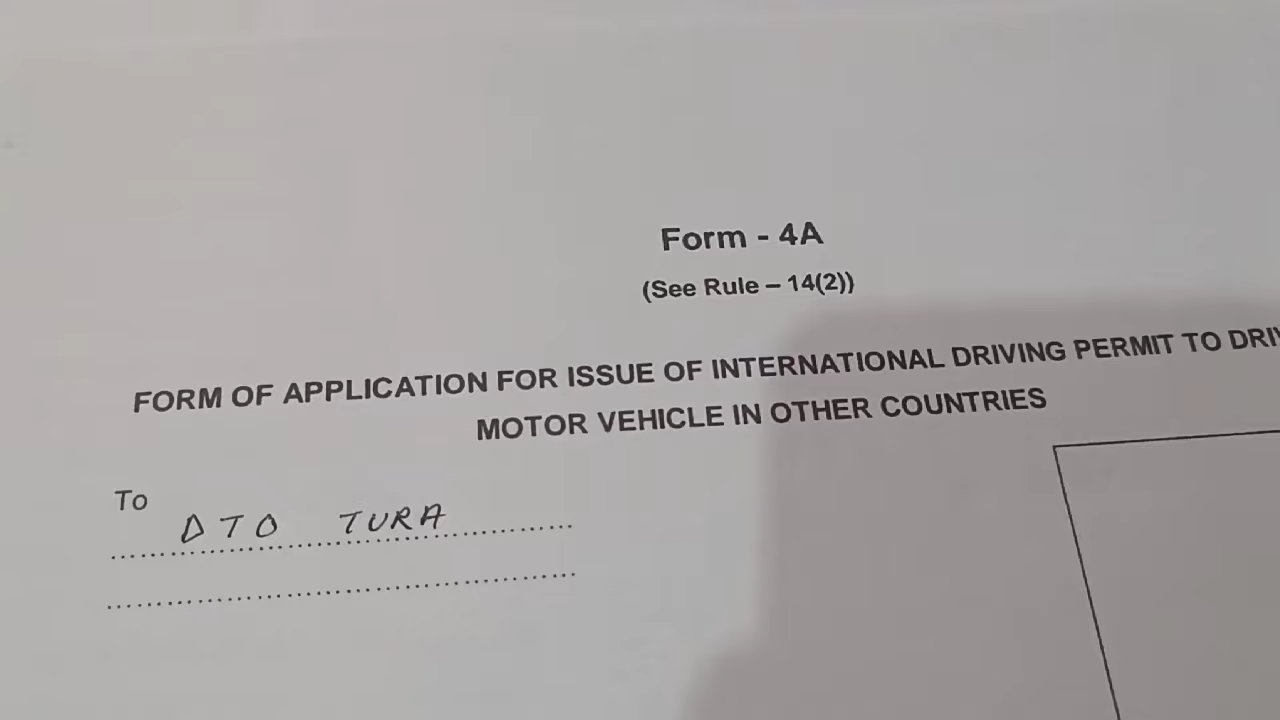 Form - 4A
(See Rule – 14(2))
FORM OF APPLICATION FOR ISSUE OF INTERNATIONAL DRIVING PERMIT TO
MOTOR VEHICLE IN OTHER COUNTRIES
To
DTO TURA